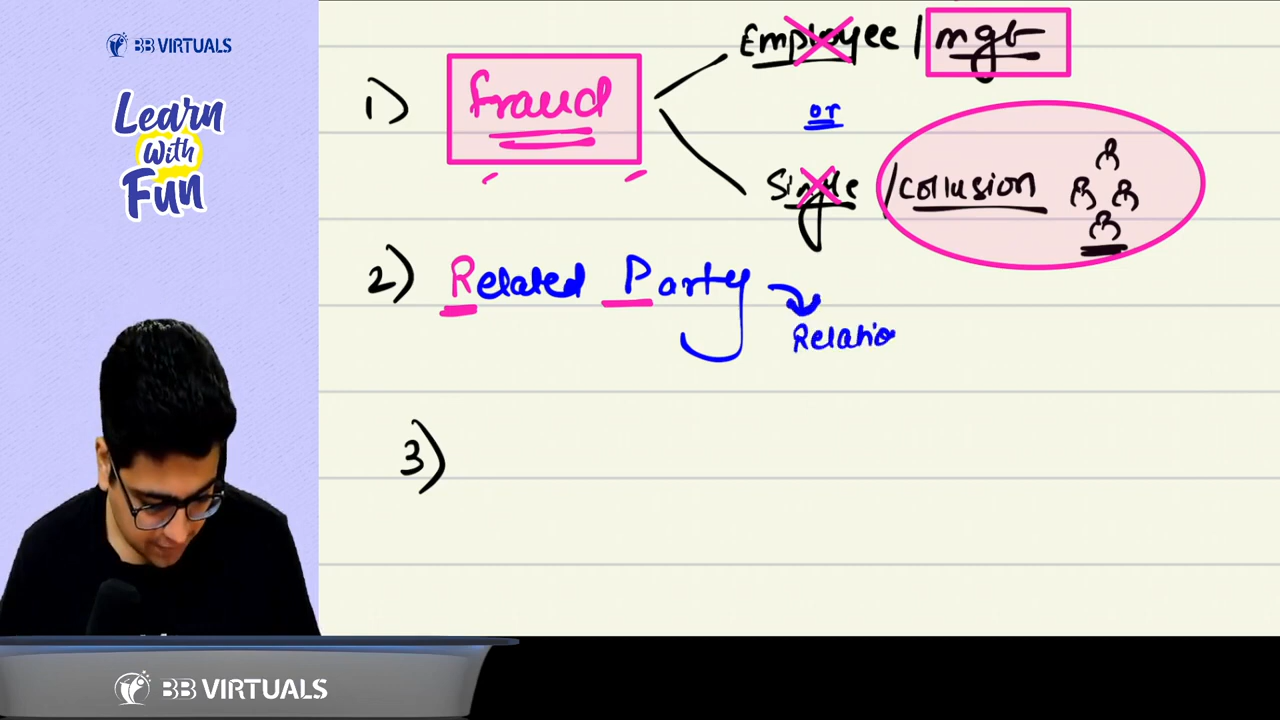 BB VIRTUALS
Learn
With
Fun
Employee / mgt
1) fraud
or
Single / Collusion
2) Related Party
Relatio
3)
BB VIRTUALS